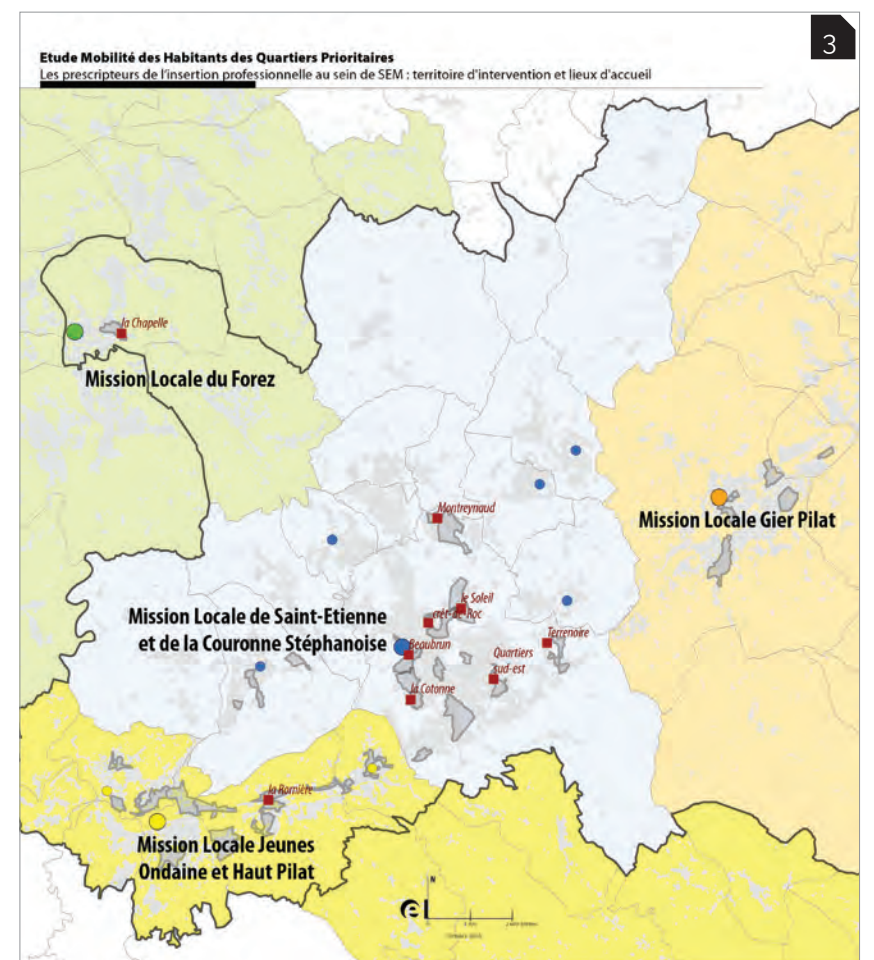 3
Etude Mobilité des Habitants des Quartiers Prioritaires
Les prescripteurs de l'insertion professionnelle au sein de SEM : territoire d'intervention et lieux d'accueil
la Chapelle
Mission Locale du Forez
Montreynaud
Mission Locale Gier Pilat
le Soleil
crêt-de-Roc
Mission Locale de Saint-Etienne
et de la Couronne Stéphanoise
Beaubrun
Terrenoire
Quartiers
sud-est
la Cotonne
la Romière
Mission Locale Jeunes
Ondaine et Haut Pilat
N